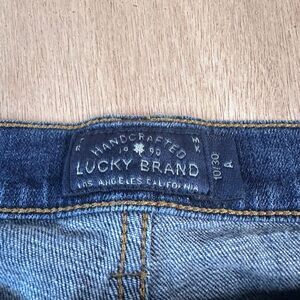 HANDCRAFTED
19 90
LUCKY BRAND
LOS ANGELES CALIFORNIA
10/30
A